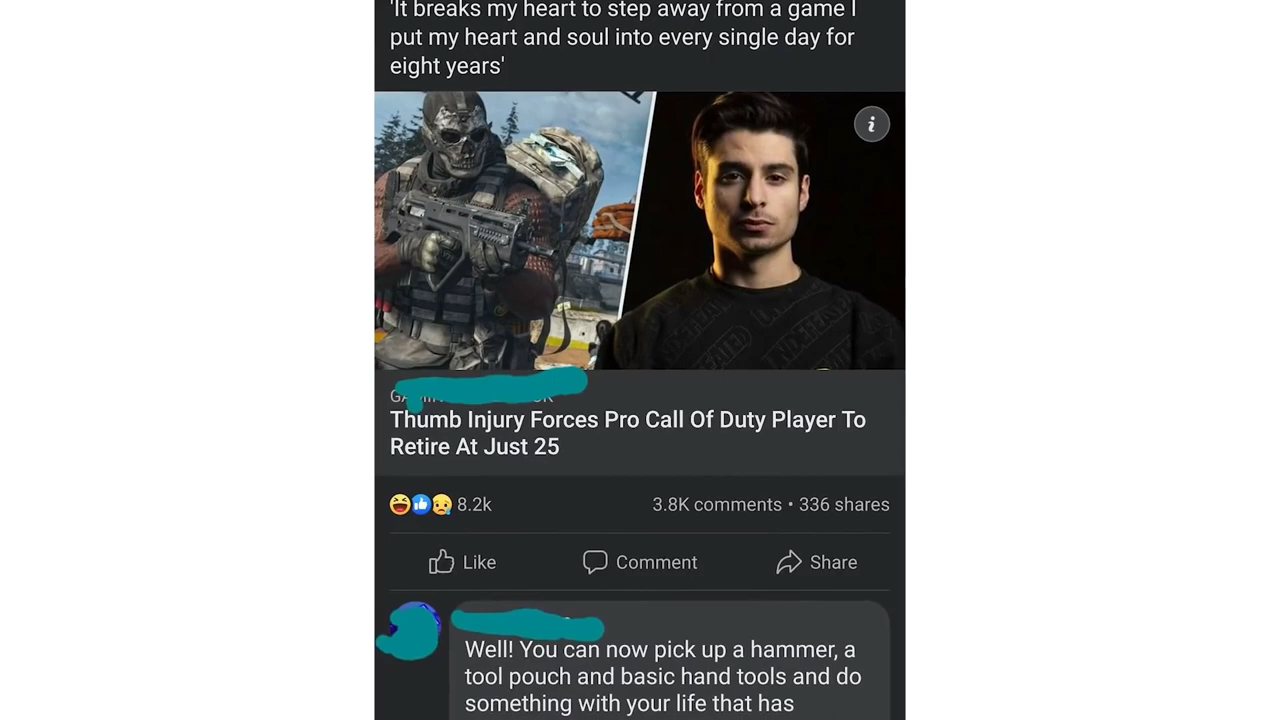 'It breaks my heart to step away from a game I
put my heart and soul into every single day for
eight years'
Thumb Injury Forces Pro Call Of Duty Player To
Retire At Just 25
8.2k
3.8K comments • 336 shares
Like
Comment
Share
Well! You can now pick up a hammer, a
tool pouch and basic hand tools and do
something with your life that has